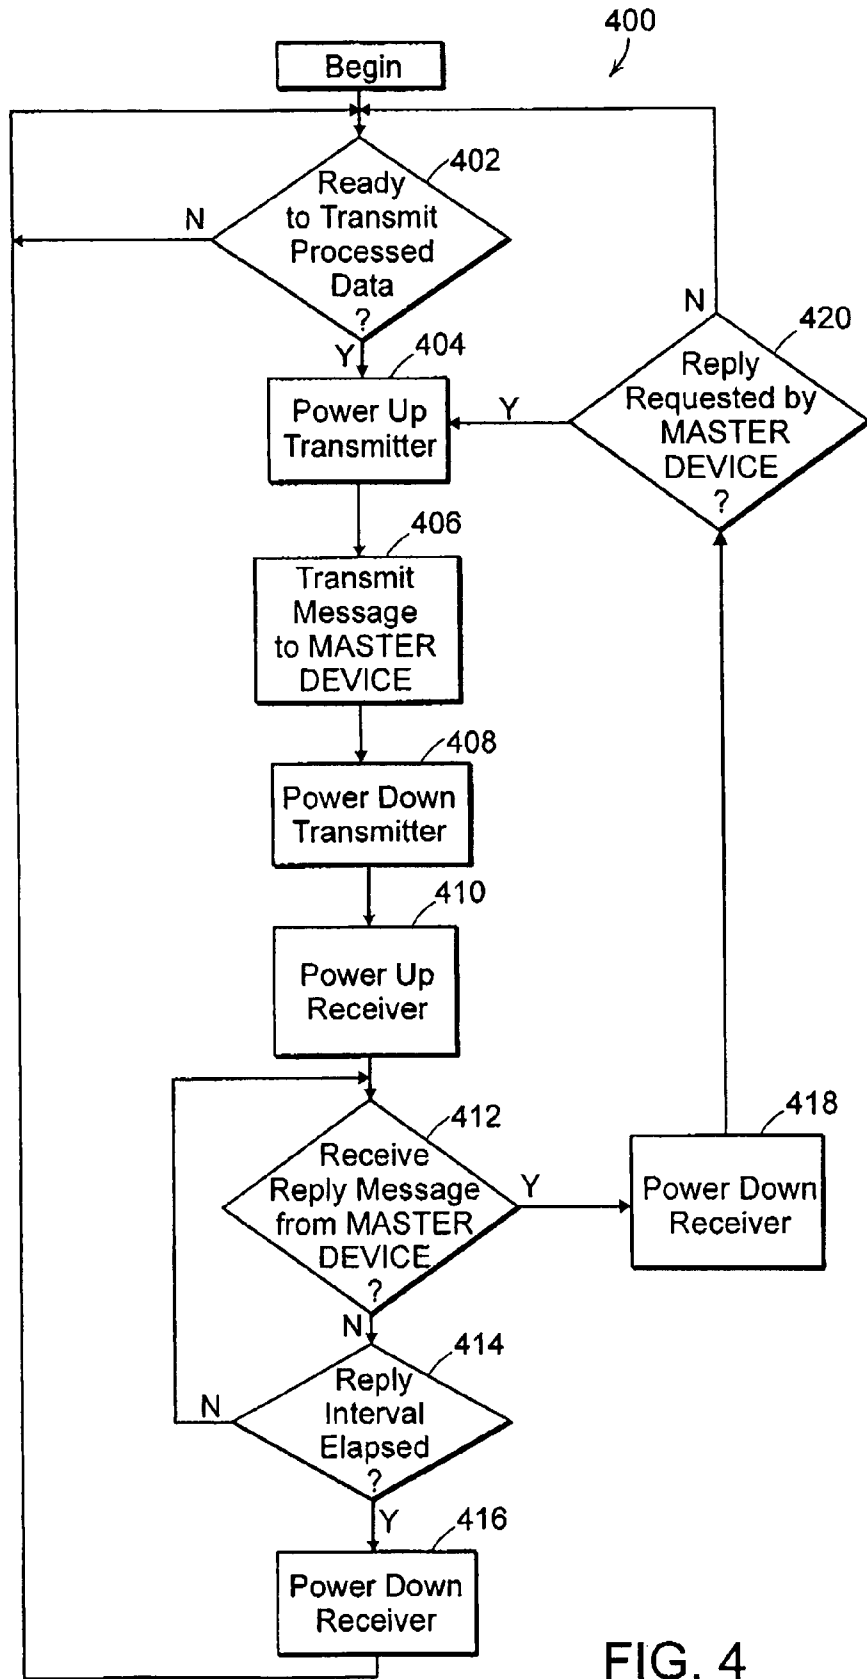 400
Begin
402
Ready
to Transmit
Processed
Data
?
N
Y
404
Power Up
Transmitter
N
420
Reply
Requested by
MASTER
DEVICE
?
Y
406
Transmit
Message
to MASTER
DEVICE
408
Power Down
Transmitter
410
Power Up
Receiver
412
Receive
Reply Message
from MASTER
DEVICE
?
Y
418
Power Down
Receiver
N
414
Reply
Interval
Elapsed
?
N
Y
416
Power Down
Receiver
FIG. 4